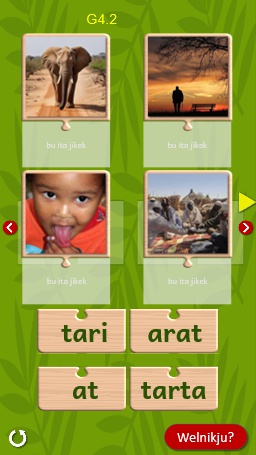 G4.2
bu ita jikek
bu ita jikek
bu ita jikek
bu ita jikek
tari
arat
at
tarta
Welnikju?